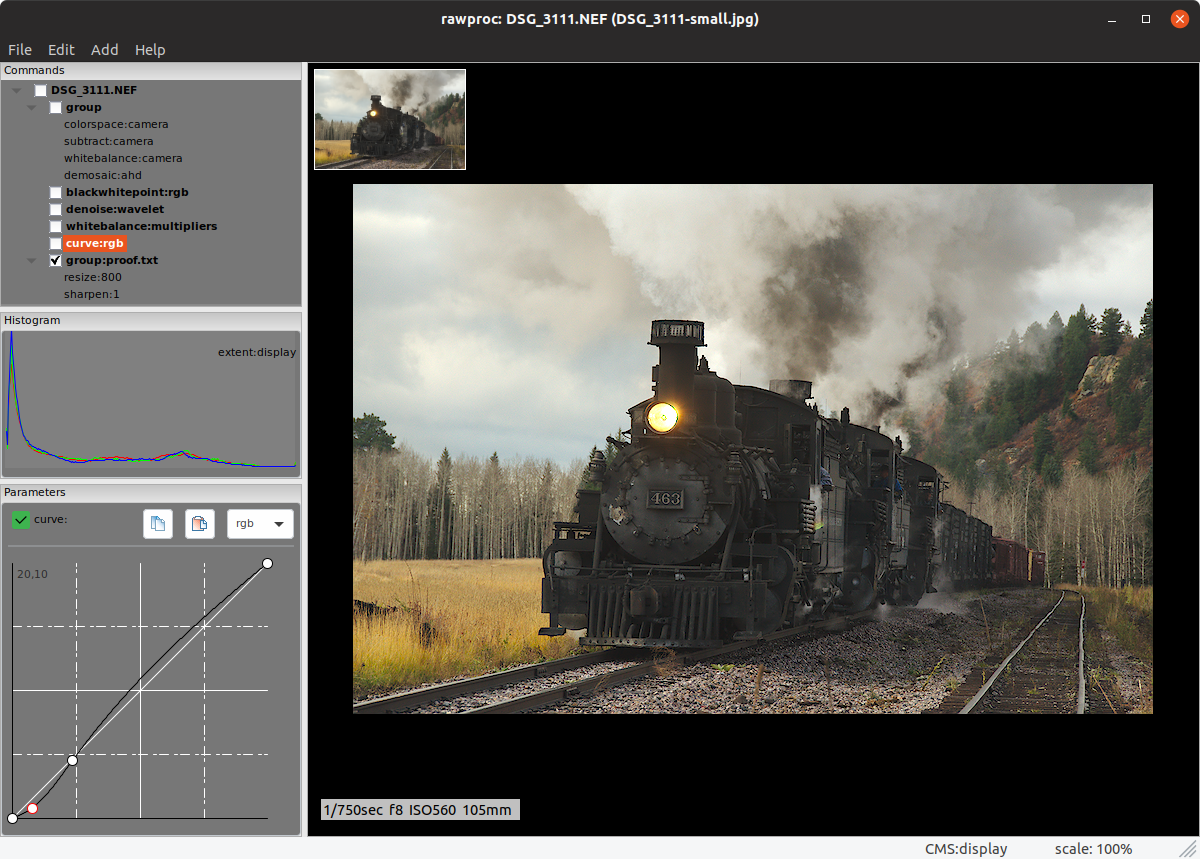 rawproc: DSG_3111.NEF (DSG_3111-small.jpg)
File Edit Add Help
Commands
DSG_3111.NEF
group
colorspace:camera
subtract:camera
whitebalance:camera
demosaic:ahd
blackwhitepoint:rgb
denoise:wavelet
whitebalance:multipliers
curve:rgb
group:proof.txt
resize:800
sharpen:1
Histogram
extent:display
Parameters
curve:
rgb
20,10
463
1/750sec f8 ISO560 105mm
CMS:display
scale: 100%